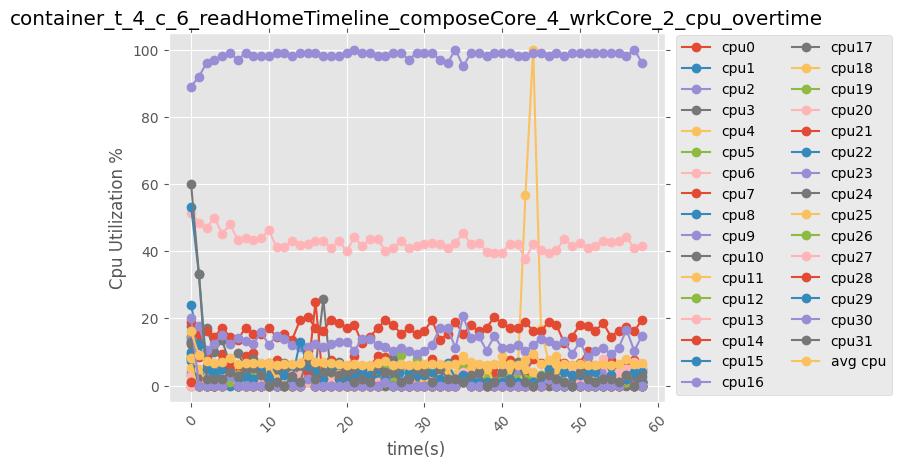 container_t_4_c_6_readHomeTimeline_composeCore_4_wrkCore_2_cpu_overtime
Cpu Utilization %
100
80
60
40
20
0
0
10
20
30
40
50
60
time(s)
cpu0
cpu1
cpu2
cpu3
cpu4
cpu5
cpu6
cpu7
cpu8
cpu9
cpu10
cpu11
cpu12
cpu13
cpu14
cpu15
cpu16
cpu17
cpu18
cpu19
cpu20
cpu21
cpu22
cpu23
cpu24
cpu25
cpu26
cpu27
cpu28
cpu29
cpu30
cpu31
avg cpu